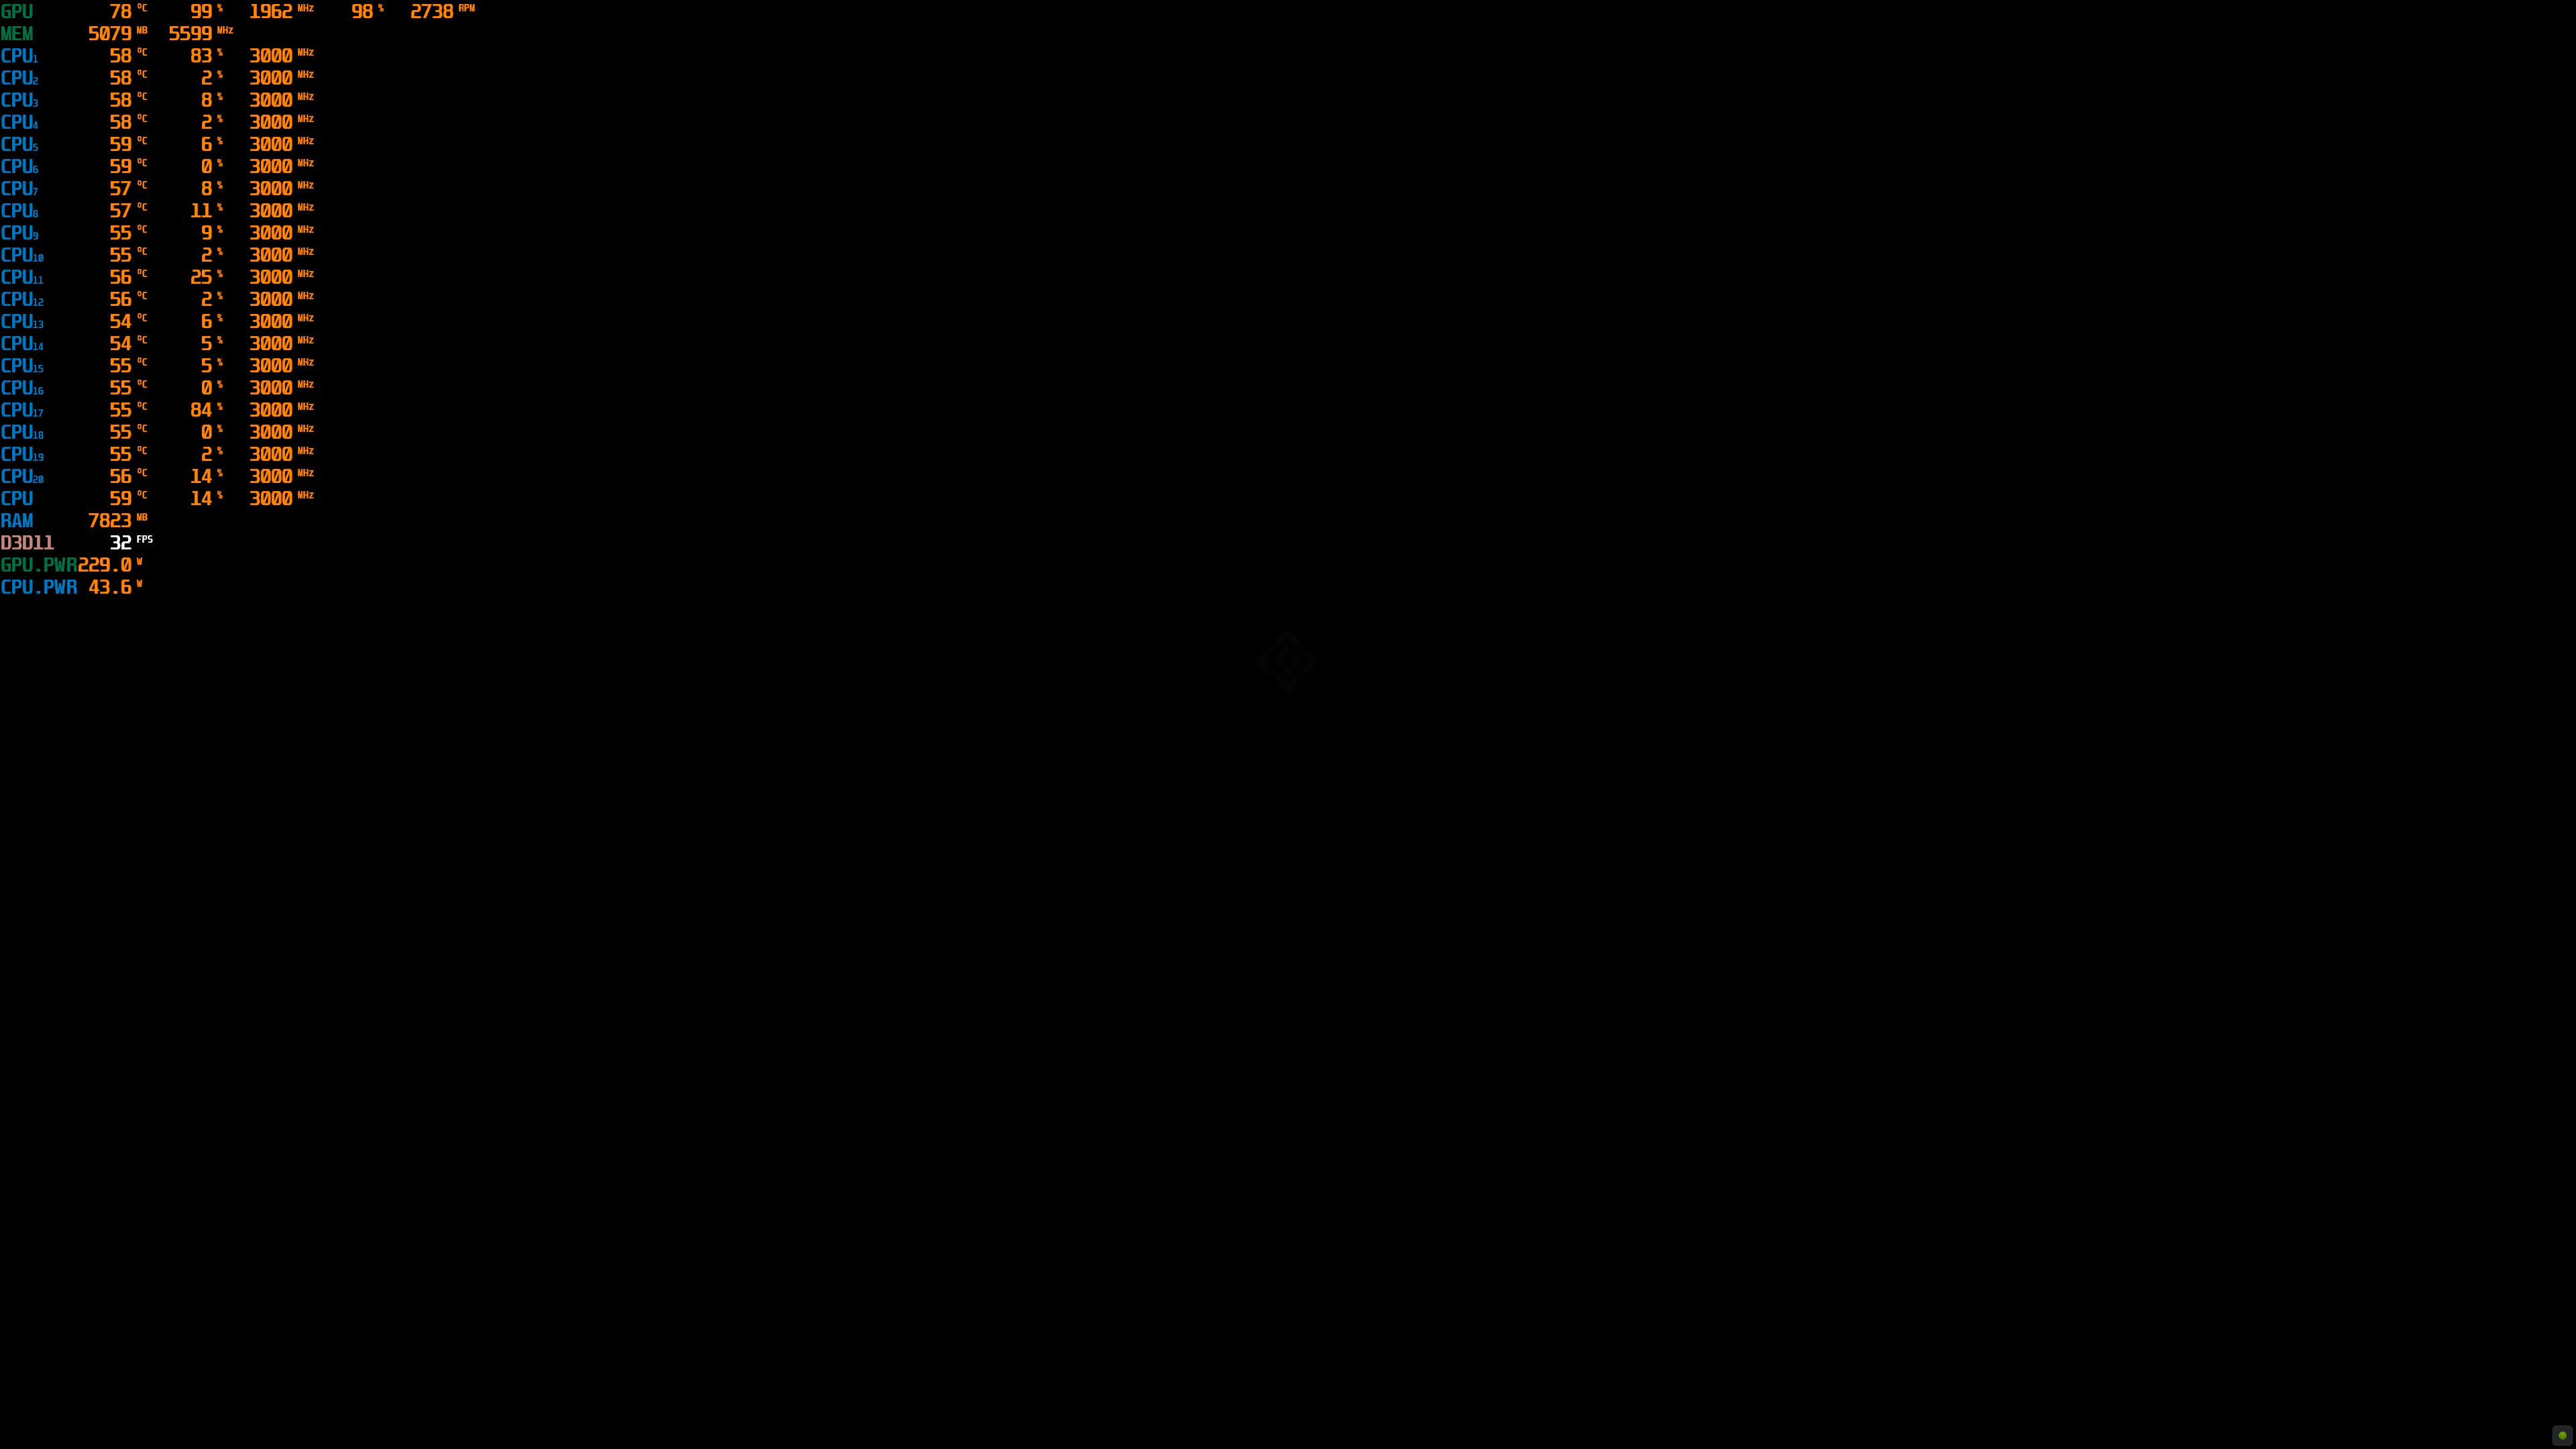 GPU 78 °C 99 % 1962 MHz 98 % 2738 RPM
MEM 5079 MB 5599 MHz
CPU1 58 °C 83 % 3000 MHz
CPU2 58 °C 2 % 3000 MHz
CPU3 58 °C 8 % 3000 MHz
CPU4 58 °C 2 % 3000 MHz
CPU5 59 °C 6 % 3000 MHz
CPU6 59 °C 0 % 3000 MHz
CPU7 57 °C 8 % 3000 MHz
CPU8 57 °C 11 % 3000 MHz
CPU9 55 °C 9 % 3000 MHz
CPU10 55 °C 2 % 3000 MHz
CPU11 56 °C 25 % 3000 MHz
CPU12 56 °C 2 % 3000 MHz
CPU13 54 °C 6 % 3000 MHz
CPU14 54 °C 5 % 3000 MHz
CPU15 55 °C 5 % 3000 MHz
CPU16 55 °C 0 % 3000 MHz
CPU17 55 °C 84 % 3000 MHz
CPU18 55 °C 0 % 3000 MHz
CPU19 55 °C 2 % 3000 MHz
CPU20 56 °C 14 % 3000 MHz
CPU 59 °C 14 % 3000 MHz
RAM 7823 MB
D3D11 32 FPS
GPU.PWR 229.0 W
CPU.PWR 43.6 W